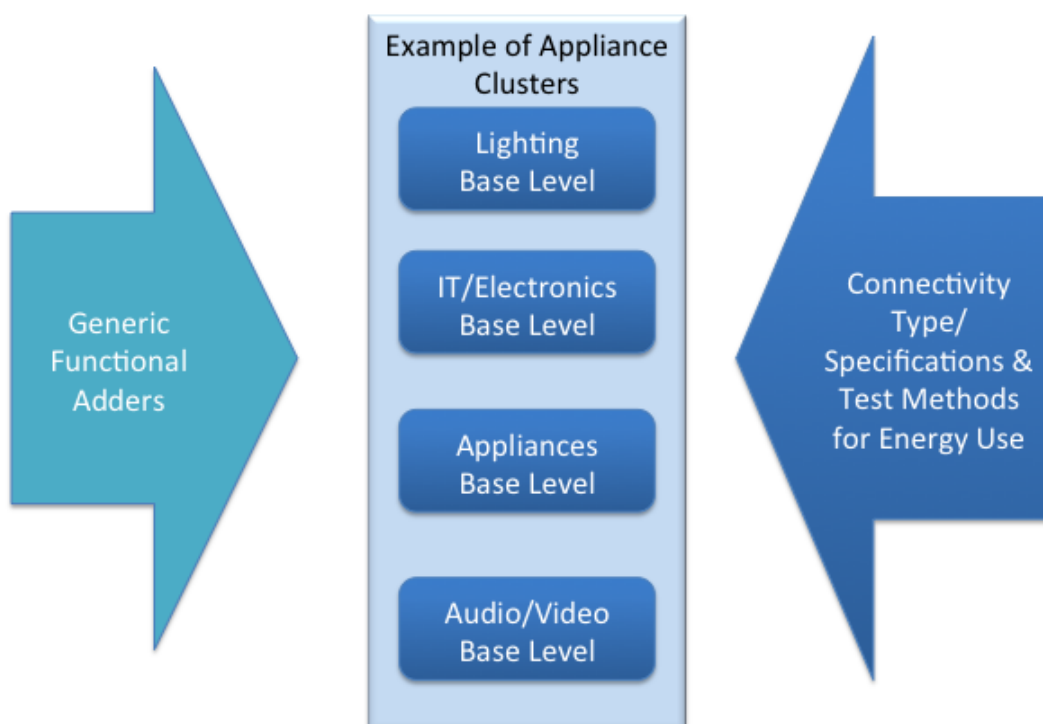 Example of Appliance
Clusters
Lighting
Base Level
IT/Electronics
Base Level
Appliances
Base Level
Audio/Video
Base Level
Generic
Functional
Adders
Connectivity
Type/
Specifications &
Test Methods
for Energy Use